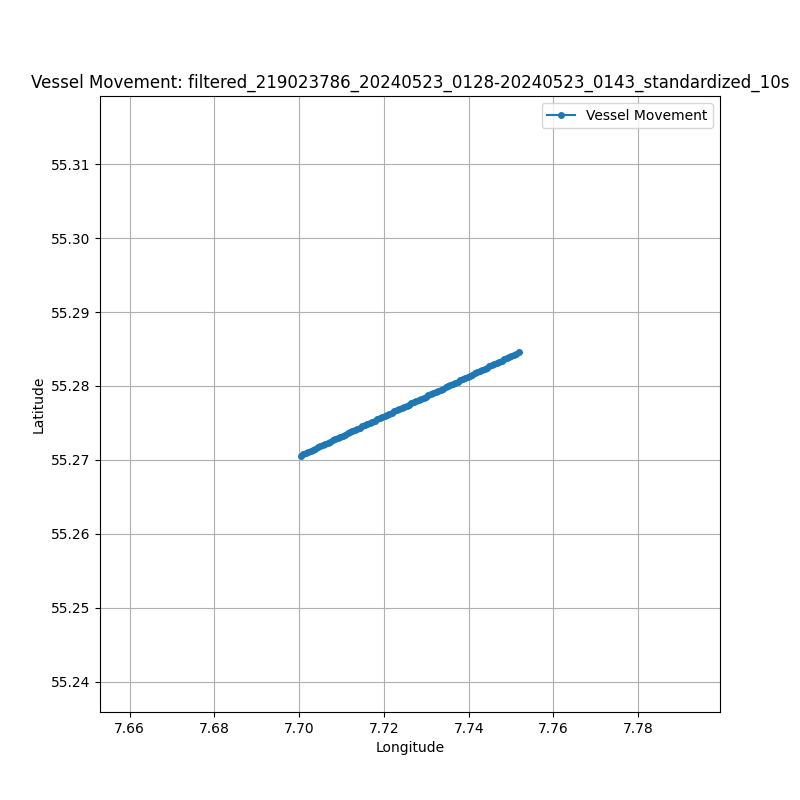 Vessel Movement: filtered_219023786_20240523_0128-20240523_0143_standardized_10s
Vessel Movement
55.31
55.30
55.29
55.28
55.27
55.26
55.25
55.24
Latitude
7.66 7.68 7.70 7.72 7.74 7.76 7.78
Longitude